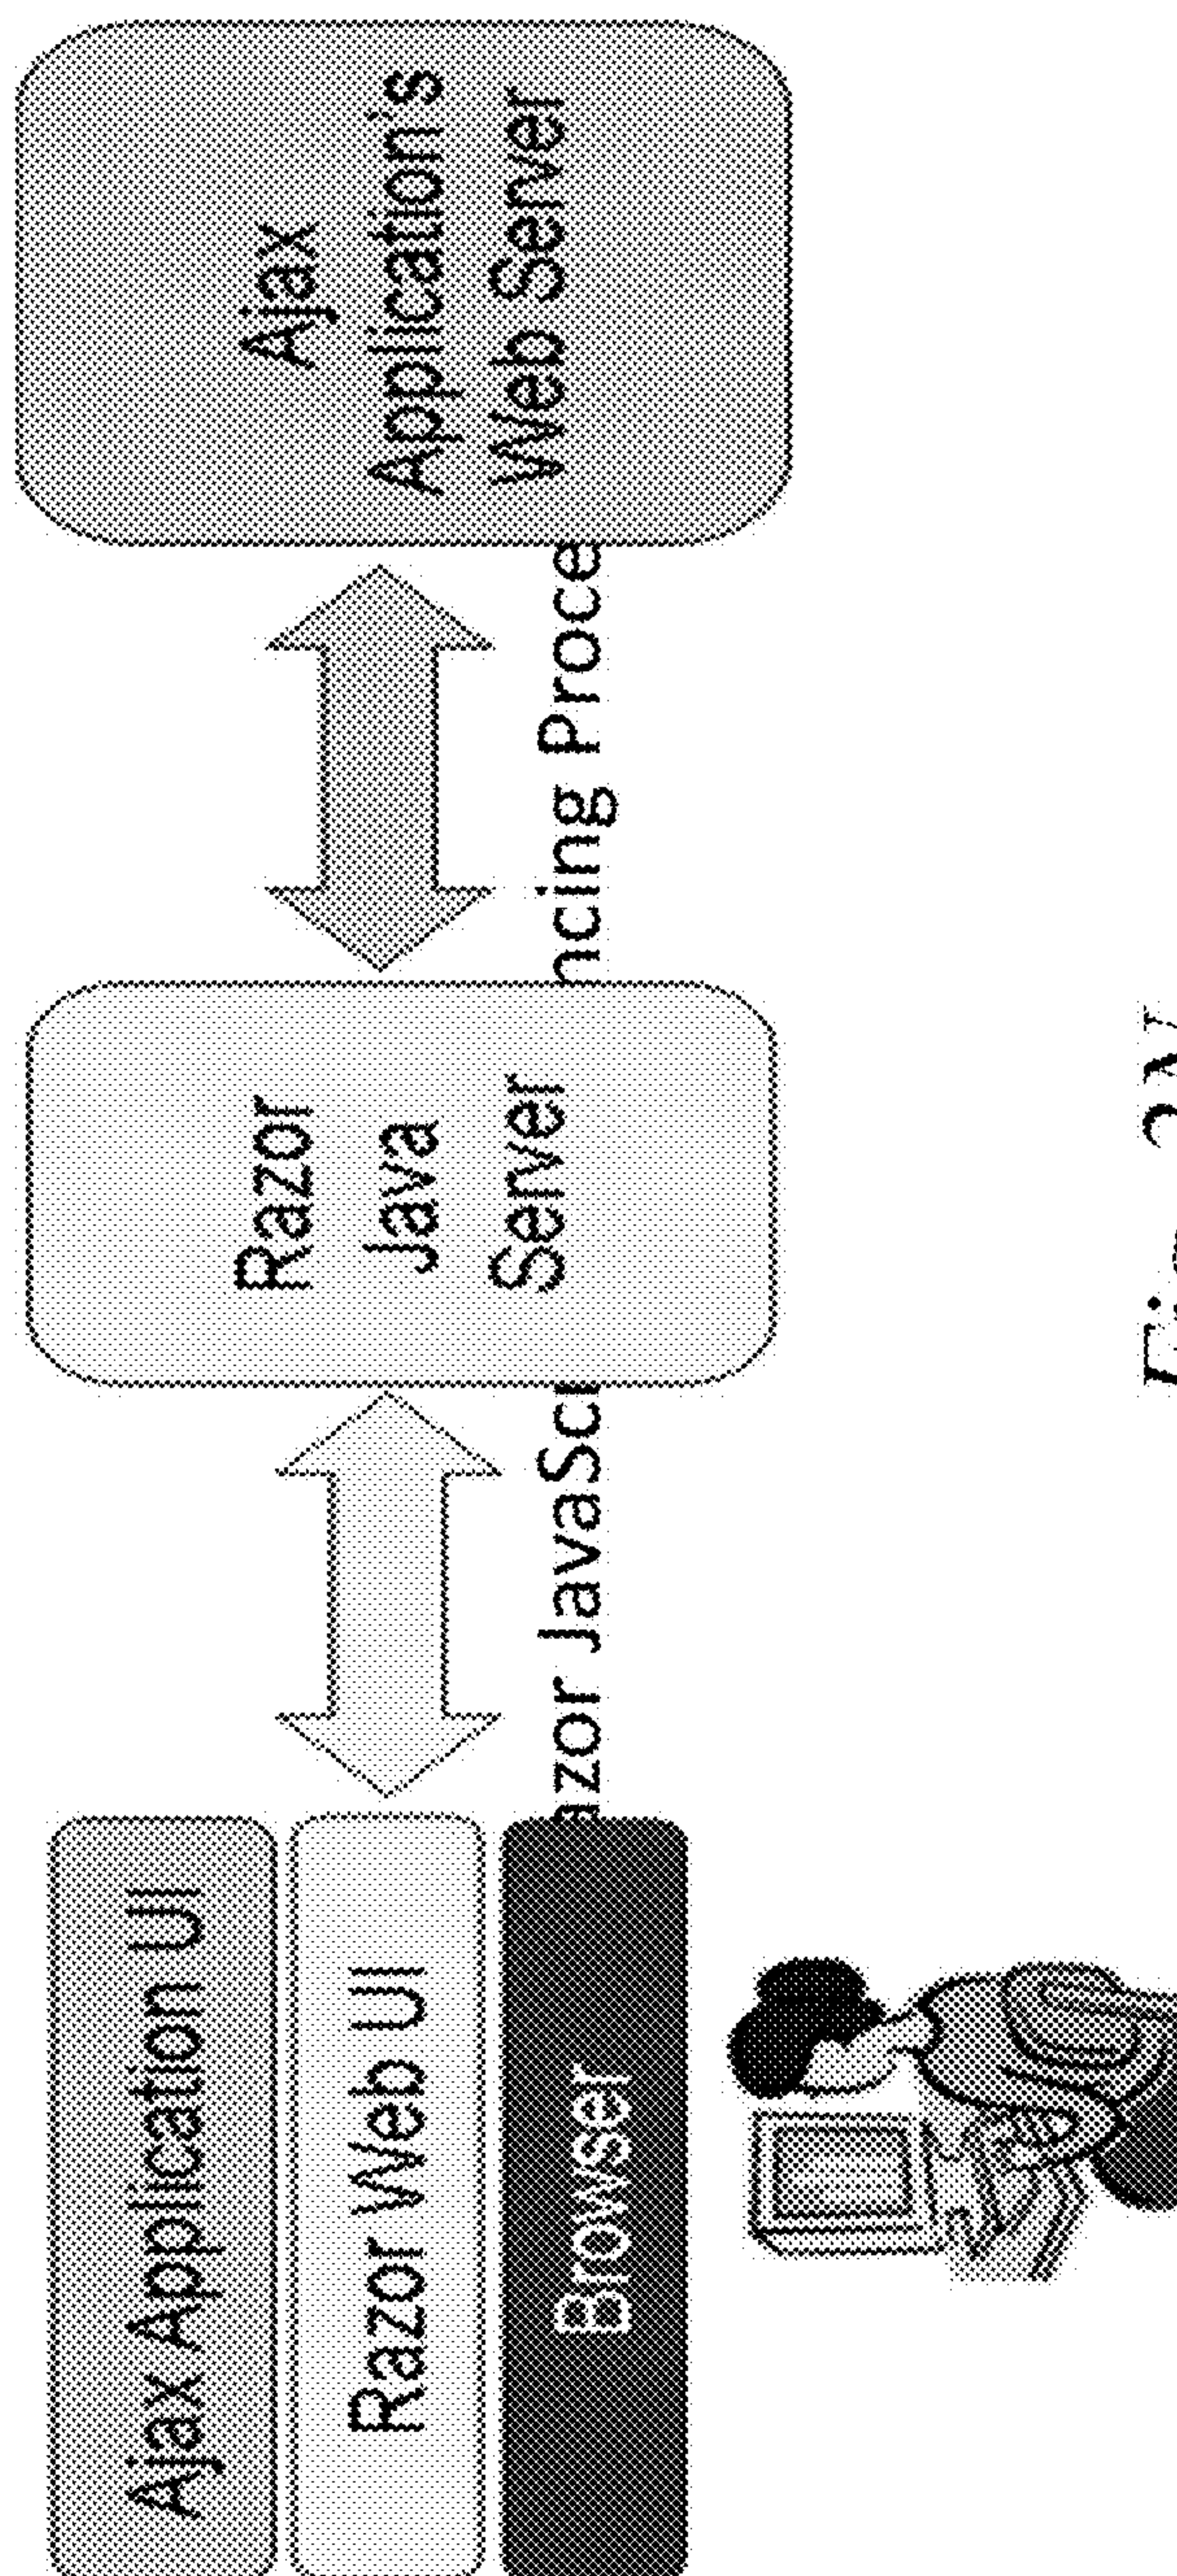 Ajax Application UI
Razor Web UI
Browser
Razor
Java
Server
Ajax
Application's
Web Server
azor JavaScr
ncing Proce